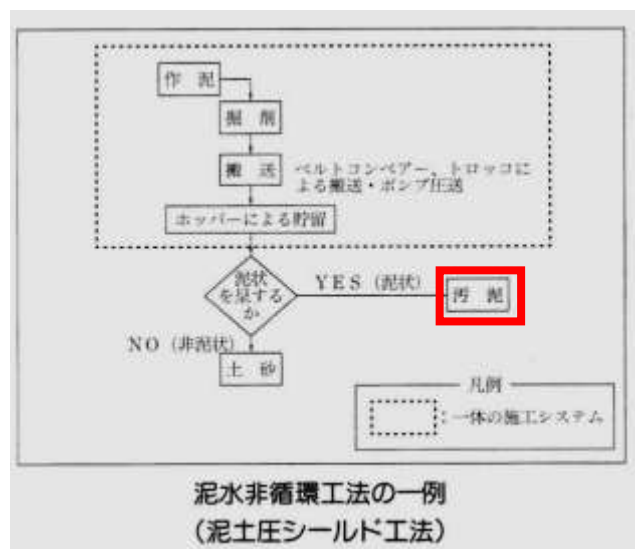 作 泥
掘 削
搬 送
ベルトコンベアー、トロッコに
よる搬送・ポンプ圧送
ホッパーによる貯留
泥状
を呈する
か
YES (泥状)
汚 泥
NO (非泥状)
土 砂
凡例
:一体の施工システム
泥水非循環工法の一例
(泥土圧シールド工法)